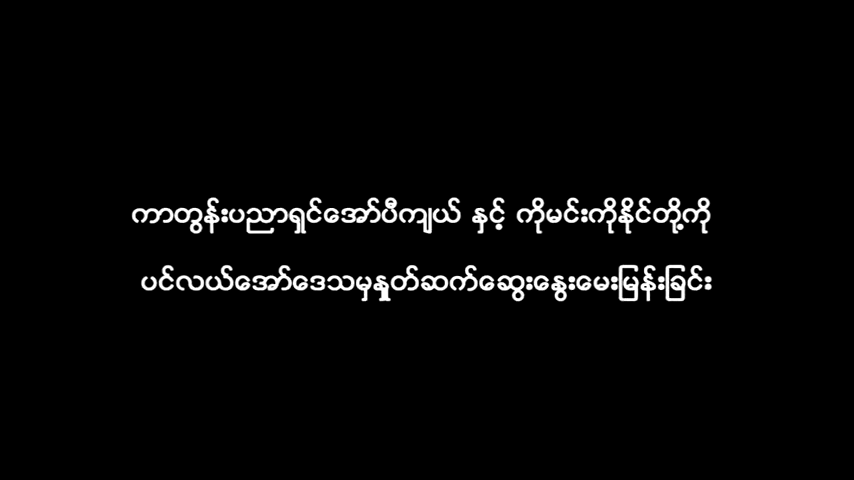 ကာတွန်းပညာရှင်အော်ပီကျယ် နှင့် ကိုမင်းကိုနိုင်တို့ကို
ပင်လယ်အော်ဒေသမှနှုတ်ဆက်ဆွေးနွေးမေးမြန်းခြင်း